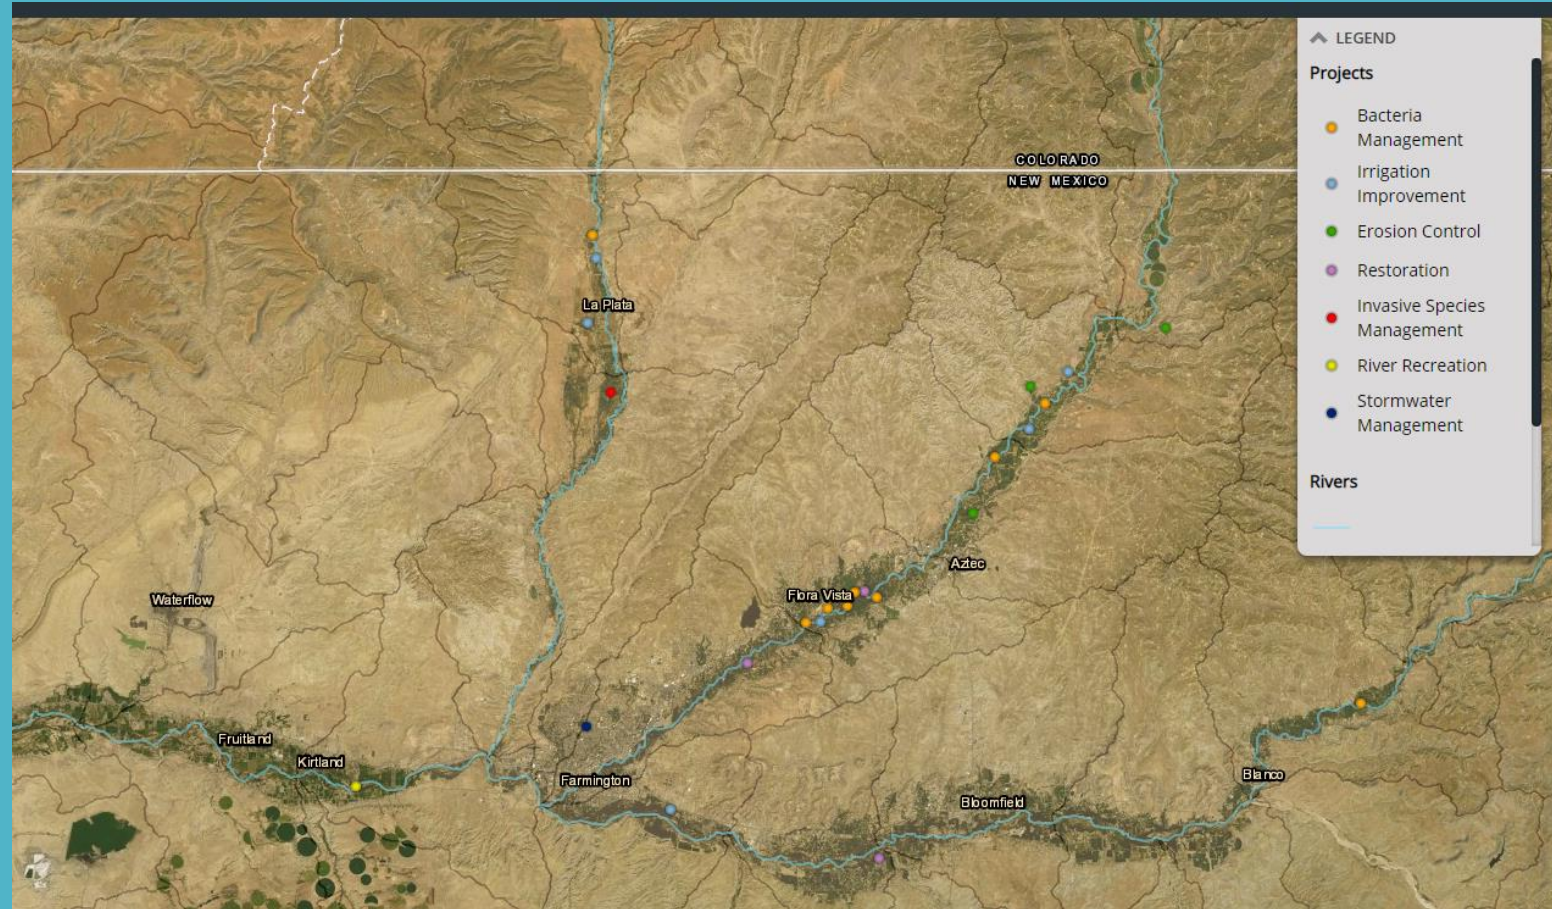 LEGEND
Projects
Bacteria
Management
Irrigation
Improvement
Erosion Control
Restoration
Invasive Species
Management
River Recreation
Stormwater
Management
Rivers
COLORADO
NEW MEXICO
La Plata
Aztec
Flora Vista
Waterflow
Fruitland
Kirtland
Farmington
Bloomfield
Blanco